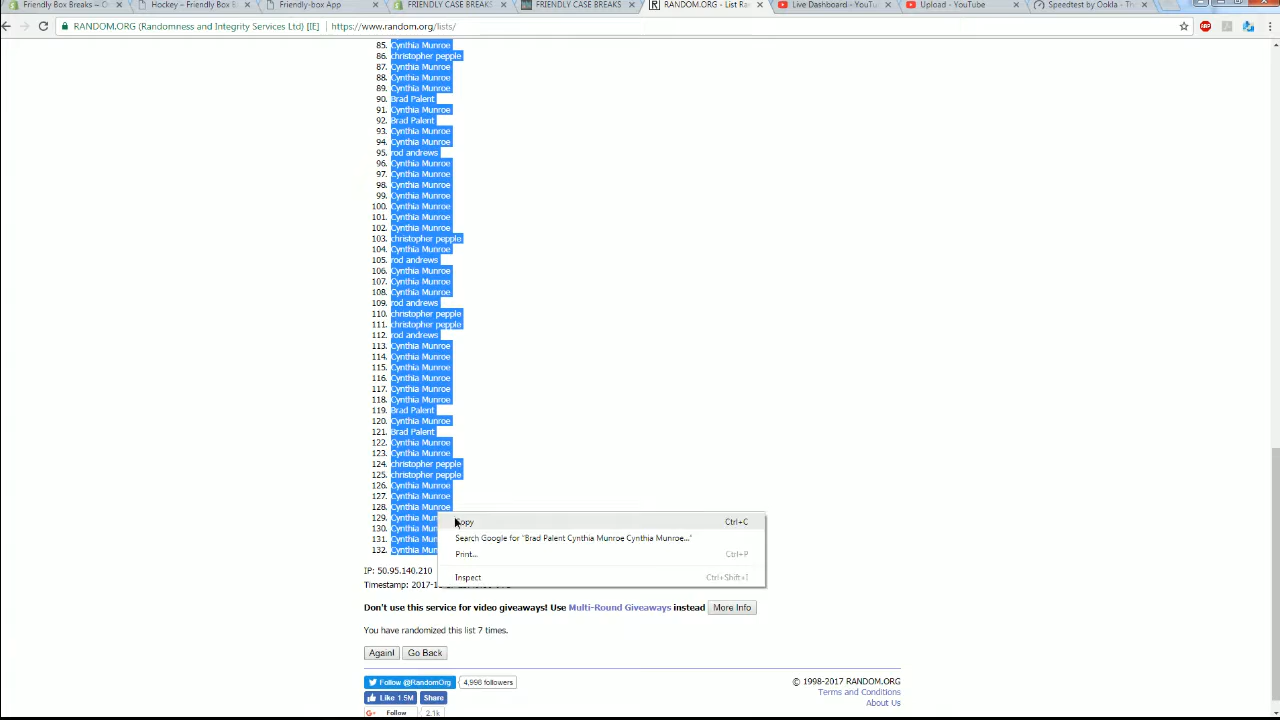 Friendly Box Breaks – C
Hockey – Friendly Box B
Friendly-box App
FRIENDLY CASE BREAKS
FRIENDLY CASE BREAKS
RANDOM.ORG - List Ra
Live Dashboard - YouTu
Upload - YouTube
Speedtest by Ookla - Th
RANDOM.ORG (Randomness and Integrity Services Ltd) [IE]
https://www.random.org/lists/
85. Cynthia Munroe
86. christopher pepple
87. Cynthia Munroe
88. Cynthia Munroe
89. Cynthia Munroe
90. Brad Palent
91. Cynthia Munroe
92. Brad Palent
93. Cynthia Munroe
94. Cynthia Munroe
95. rod andrews
96. Cynthia Munroe
97. Cynthia Munroe
98. Cynthia Munroe
99. Cynthia Munroe
100. Cynthia Munroe
101. Cynthia Munroe
102. Cynthia Munroe
103. christopher pepple
104. Cynthia Munroe
105. rod andrews
106. Cynthia Munroe
107. Cynthia Munroe
108. Cynthia Munroe
109. rod andrews
110. christopher pepple
111. christopher pepple
112. rod andrews
113. Cynthia Munroe
114. Cynthia Munroe
115. Cynthia Munroe
116. Cynthia Munroe
117. Cynthia Munroe
118. Cynthia Munroe
119. Brad Palent
120. Cynthia Munroe
121. Brad Palent
122. Cynthia Munroe
123. Cynthia Munroe
124. christopher pepple
125. christopher pepple
126. Cynthia Munroe
127. Cynthia Munroe
128. Cynthia Munroe
129. Cynthia Mun
130. Cynthia Mun
131. Cynthia Mun
132. Cynthia Mun
Copy Ctrl+C
Search Google for "Brad Palent Cynthia Munroe Cynthia Munroe..."
Print... Ctrl+P
Inspect Ctrl+Shift+I
IP: 50.95.140.210
Timestamp: 2017-1
Don't use this service for video giveaways! Use Multi-Round Giveaways instead More Info
You have randomized this list 7 times.
Again! Go Back
Follow @RandomOrg 4,998 followers
© 1998-2017 RANDOM.ORG
Like 1.5M Share
Terms and Conditions
About Us
Follow 2.1k